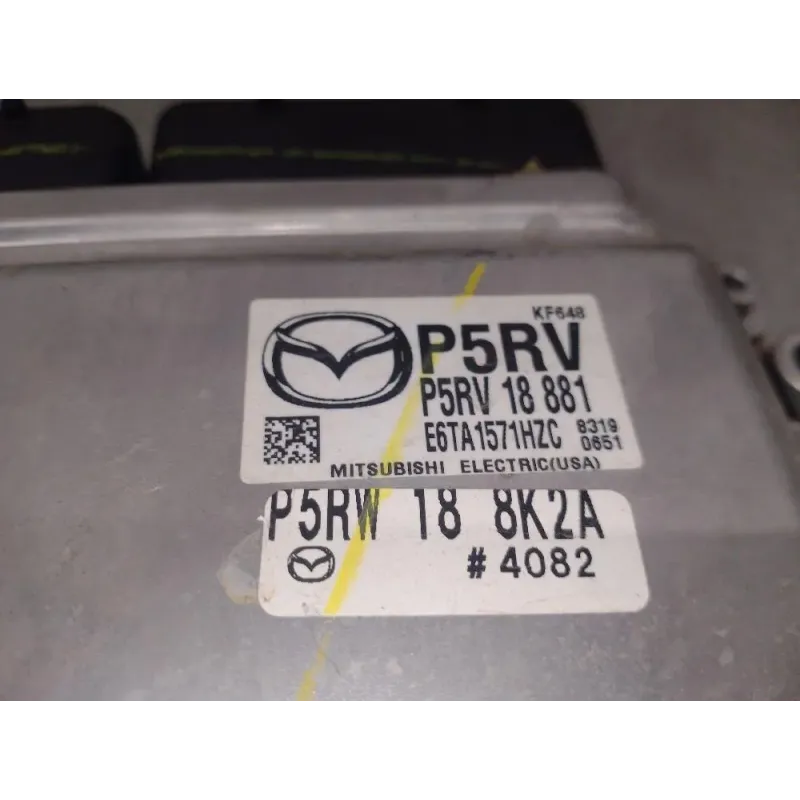 KF648
P5RV
P5RV 18 881
E6TA1571HZC 8319
0651
MITSUBISHI ELECTRIC(USA)
P5RW 18 8K2A
#4082